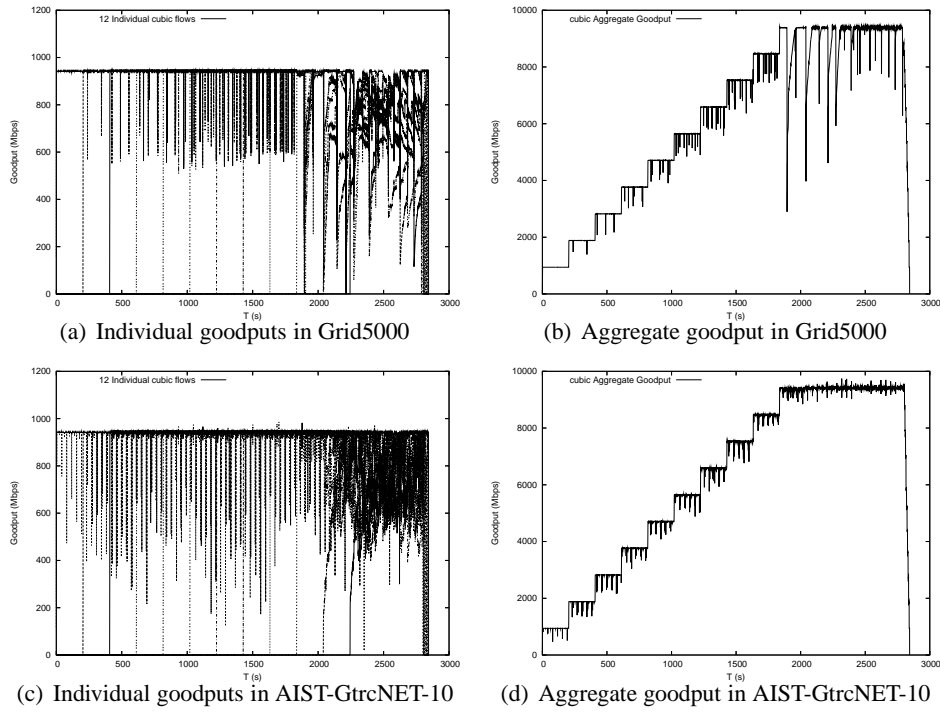 12 Individual cubic flows
1200
1000
800
600
400
200
0
Goodput (Mbps)
0 500 1000 1500 2000 2500 3000
T (s)
(a) Individual goodputs in Grid5000
cubic Aggregate Goodput
10000
8000
6000
4000
2000
0
Goodput (Mbps)
0 500 1000 1500 2000 2500 3000
T (s)
(b) Aggregate goodput in Grid5000
12 Individual cubic flows
1200
1000
800
600
400
200
0
Goodput (Mbps)
0 500 1000 1500 2000 2500 3000
T (s)
(c) Individual goodputs in AIST-GtrcNET-10
cubic Aggregate Goodput
10000
8000
6000
4000
2000
0
Goodput (Mbps)
0 500 1000 1500 2000 2500 3000
T (s)
(d) Aggregate goodput in AIST-GtrcNET-10